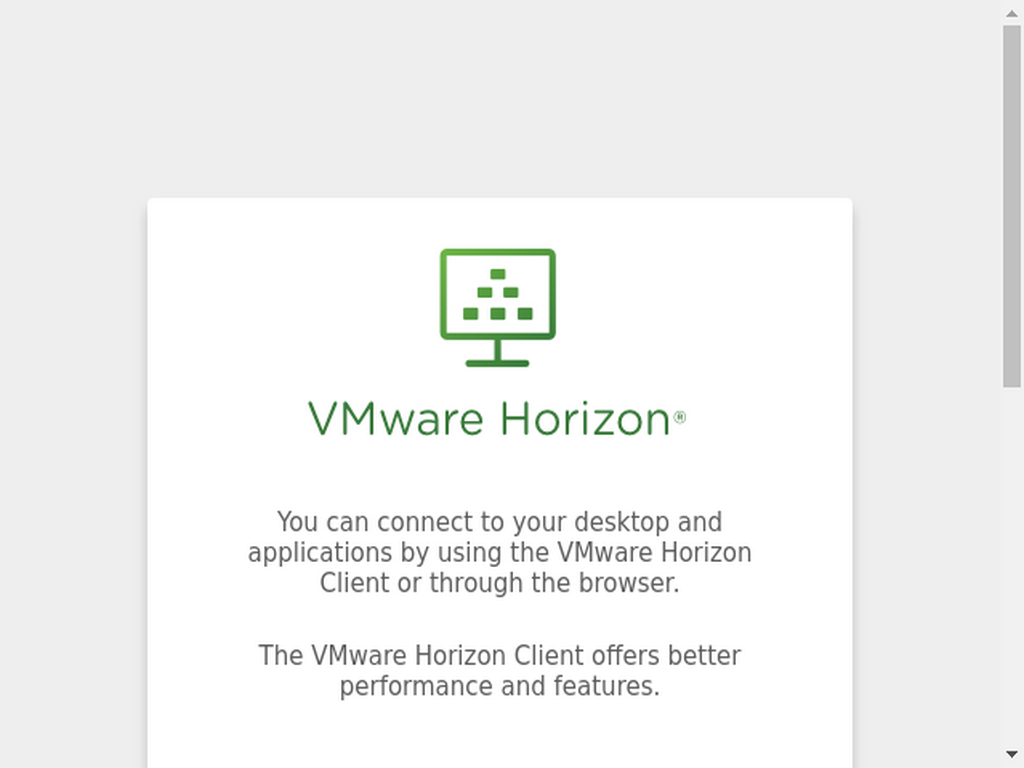 VMware Horizon®
You can connect to your desktop and
applications by using the VMware Horizon
Client or through the browser.
The VMware Horizon Client offers better
performance and features.